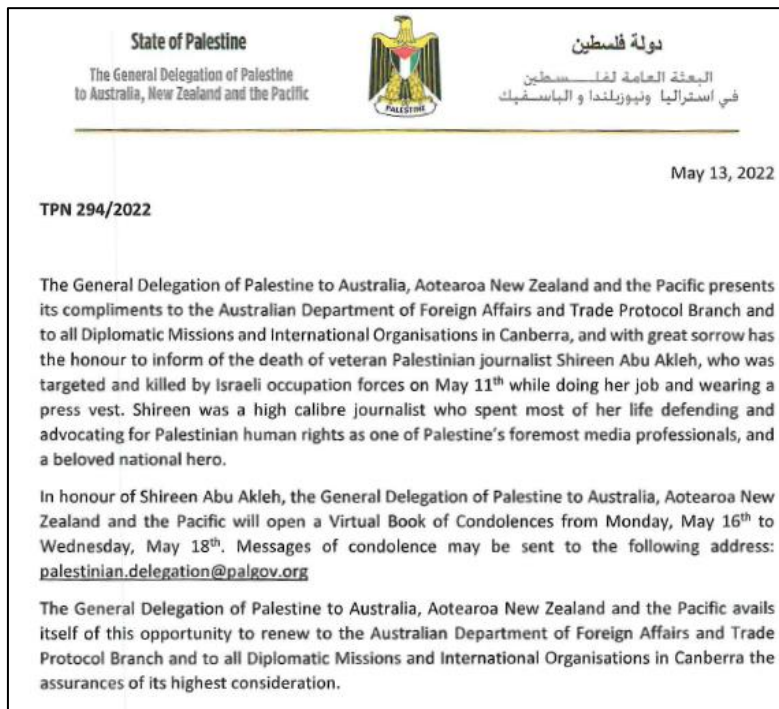 State of Palestine
The General Delegation of Palestine
to Australia, New Zealand and the Pacific
PALESTINE
دولة فلسطين
البعثة العامة لفلـــــسطين
في استراليا ونيوزيلندا و الباســفيك
May 13, 2022
TPN 294/2022
The General Delegation of Palestine to Australia, Aotearoa New Zealand and the Pacific presents
its compliments to the Australian Department of Foreign Affairs and Trade Protocol Branch and
to all Diplomatic Missions and International Organisations in Canberra, and with great sorrow has
the honour to inform of the death of veteran Palestinian journalist Shireen Abu Akleh, who was
targeted and killed by Israeli occupation forces on May 11th while doing her job and wearing a
press vest. Shireen was a high calibre journalist who spent most of her life defending and
advocating for Palestinian human rights as one of Palestine's foremost media professionals, and
a beloved national hero.
In honour of Shireen Abu Akleh, the General Delegation of Palestine to Australia, Aotearoa New
Zealand and the Pacific will open a Virtual Book of Condolences from Monday, May 16th to
Wednesday, May 18th. Messages of condolence may be sent to the following address:
palestinian.delegation@palgov.org
The General Delegation of Palestine to Australia, Aotearoa New Zealand and the Pacific avails
itself of this opportunity to renew to the Australian Department of Foreign Affairs and Trade
Protocol Branch and to all Diplomatic Missions and International Organisations in Canberra the
assurances of its highest consideration.